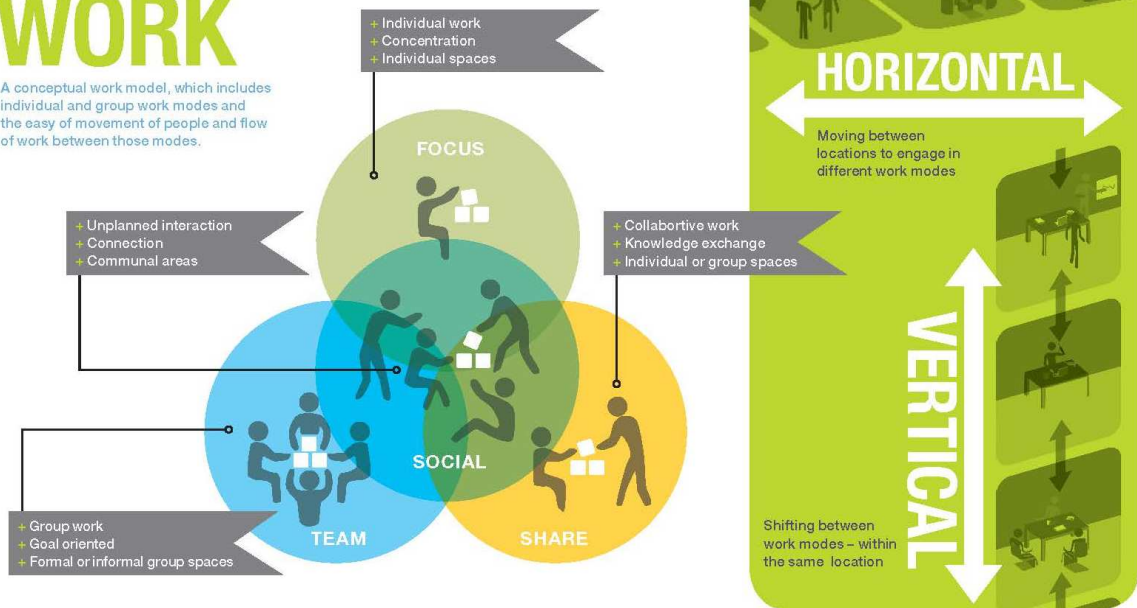 WORK
A conceptual work model, which includes
individual and group work modes and
the easy of movement of people and flow
of work between those modes.
+ Individual work
+ Concentration
+ Individual spaces
FOCUS
+ Unplanned interaction
+ Connection
+ Communal areas
+ Collabortive work
+ Knowledge exchange
+ Individual or group spaces
SOCIAL
TEAM
SHARE
+ Group work
+ Goal oriented
+ Formal or informal group spaces
HORIZONTAL
Moving between
locations to engage in
different work modes
VERTICAL
Shifting between
work modes – within
the same location